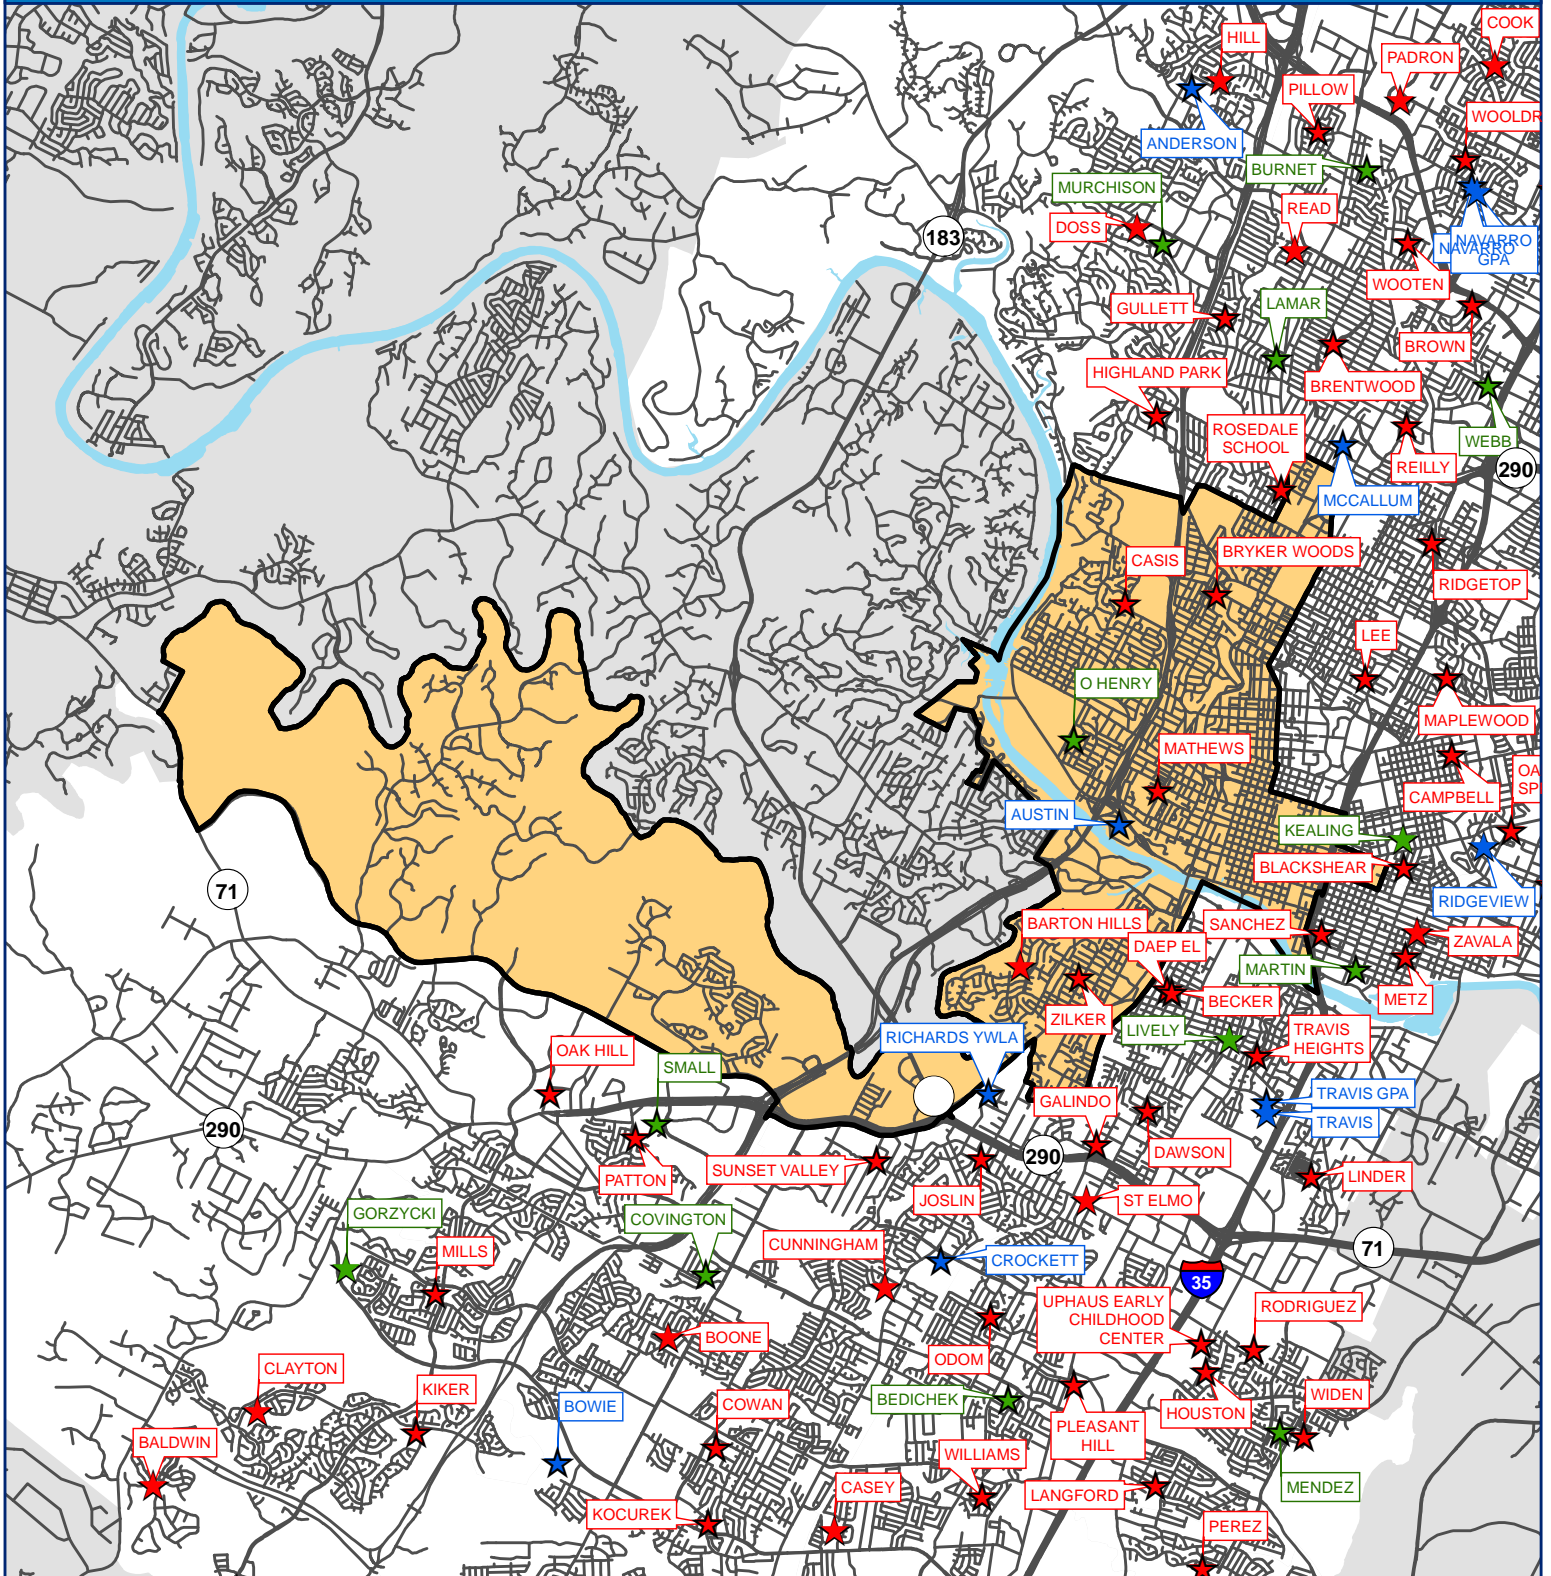 COOK
HILL
PADRON
PILLOW
WOOLDR
ANDERSON
BURNET
MURCHISON
READ
DOSS
183
NAVARRO
NAVARRO
GPA
WOOTEN
LAMAR
GULLETT
BROWN
HIGHLAND PARK
BRENTWOOD
ROSEDALE
SCHOOL
WEBB
REILLY
290
MCCALLUM
BRYKER WOODS
CASIS
RIDGETOP
LEE
O HENRY
MAPLEWOOD
MATHEWS
OA
SP
CAMPBELL
AUSTIN
KEALING
BLACKSHEAR
71
RIDGEVIEW
BARTON HILLS
SANCHEZ
DAEP EL
ZAVALA
MARTIN
METZ
BECKER
ZILKER
LIVELY
TRAVIS
HEIGHTS
RICHARDS YWLA
OAK HILL
SMALL
TRAVIS GPA
GALINDO
TRAVIS
290
DAWSON
290
SUNSET VALLEY
PATTON
LINDER
JOSLIN
ST ELMO
GORZYCKI
COVINGTON
CUNNINGHAM
MILLS
71
CROCKETT
35
UPHAUS EARLY
CHILDHOOD
CENTER
RODRIGUEZ
BOONE
ODOM
CLAYTON
KIKER
WIDEN
BEDICHEK
COWAN
BOWIE
HOUSTON
PLEASANT
HILL
BALDWIN
WILLIAMS
CASEY
MENDEZ
LANGFORD
KOCUREK
PEREZ